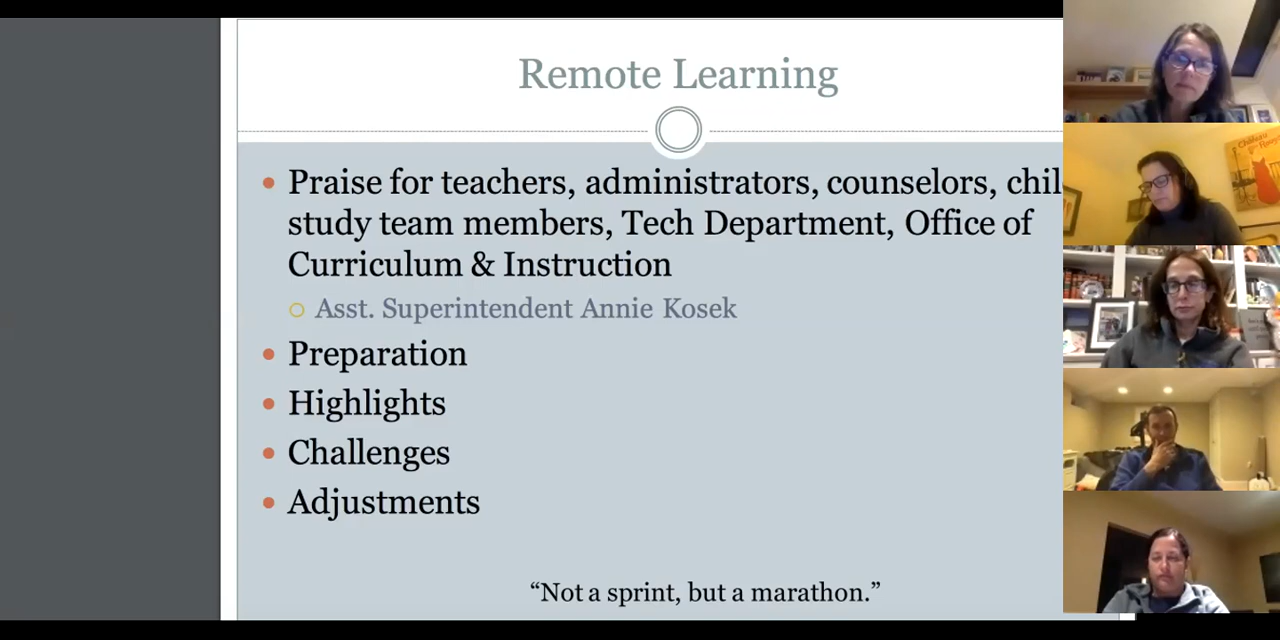 Remote Learning
Praise for teachers, administrators, counselors, chil
study team members, Tech Department, Office of
Curriculum & Instruction
Asst. Superintendent Annie Kosek
Preparation
Highlights
Challenges
Adjustments
“Not a sprint, but a marathon.”
Château